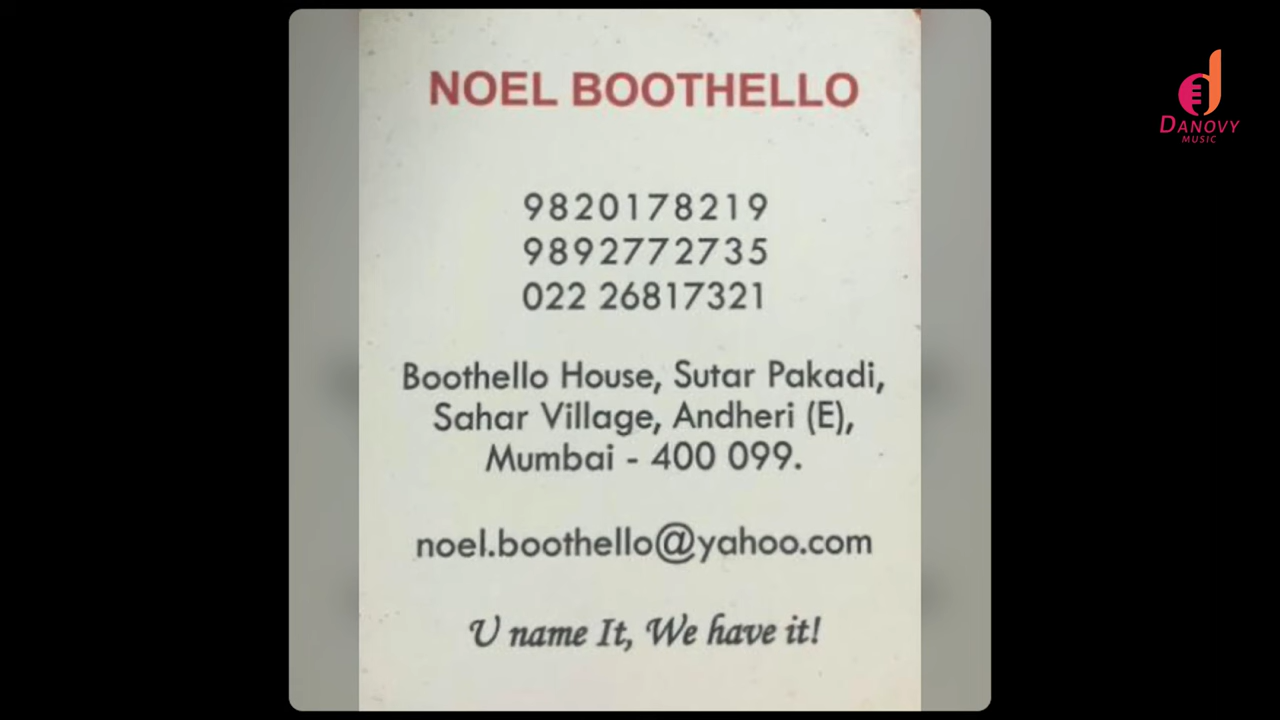 NOEL BOOTHELLO
9820178219
9892772735
022 26817321
Boothello House, Sutar Pakadi,
Sahar Village, Andheri (E),
Mumbai - 400 099.
noel.boothello@yahoo.com
U name It, We have it!
DANOVY
MUSIC